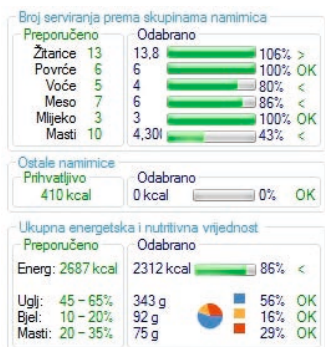 Broj serviranja prema skupinama namirnica
Preporučeno Odabrano
Žitarice 13 13,8 106% >
Povrće 6 6 100% OK
Voće 5 4 80% <
Meso 7 6 86% <
Mlijeko 3 3 100% OK
Masti 10 4,300 43% <
Ostale namirnice
Prihvatljivo Odabrano
410 kcal 0 kcal 0% OK
Ukupna energetska i nutritivna vrijednost
Preporučeno Odabrano
Energ: 2687 kcal 2312 kcal 86% <
Uglj: 45 - 65% 343 g 56% OK
Bjel: 10 - 20% 92 g 16% OK
Masti: 20 - 35% 75 g 29% OK